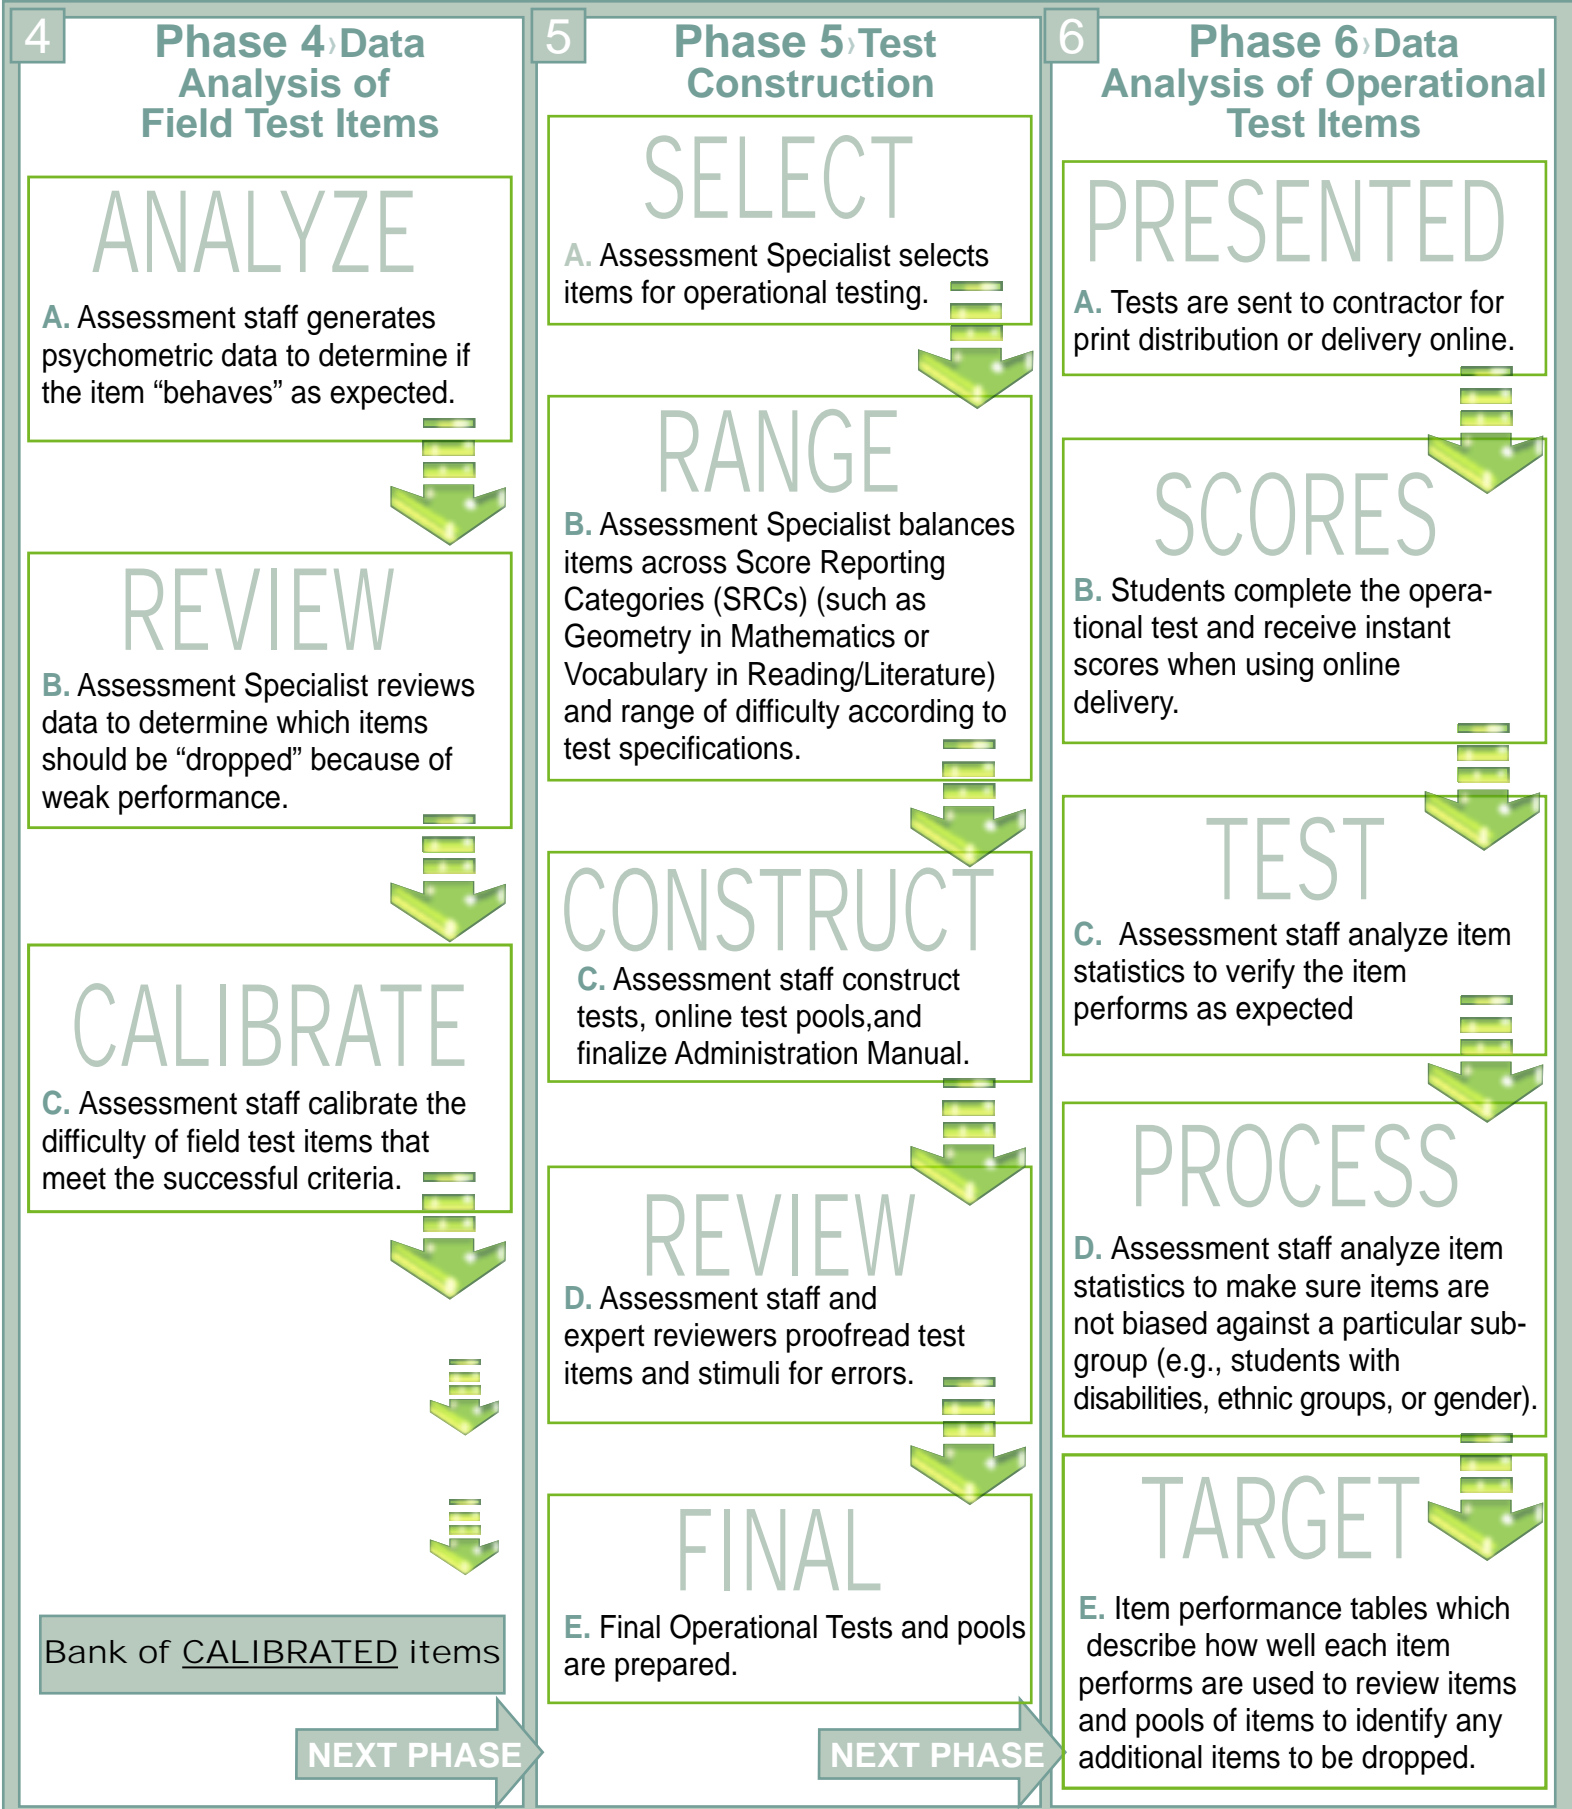 4
Phase 4›Data
Analysis of
Field Test Items
ANALYZE
A. Assessment staff generates
psychometric data to determine if
the item “behaves” as expected.
REVIEW
B. Assessment Specialist reviews
data to determine which items
should be “dropped” because of
weak performance.
CALIBRATE
C. Assessment staff calibrate the
difficulty of field test items that
meet the successful criteria.
Bank of CALIBRATED items
NEXT PHASE
5
Phase 5›Test
Construction
SELECT
A. Assessment Specialist selects
items for operational testing.
RANGE
B. Assessment Specialist balances
items across Score Reporting
Categories (SRCs) (such as
Geometry in Mathematics or
Vocabulary in Reading/Literature)
and range of difficulty according to
test specifications.
CONSTRUCT
C. Assessment staff construct
tests, online test pools,and
finalize Administration Manual.
REVIEW
D. Assessment staff and
expert reviewers proofread test
items and stimuli for errors.
FINAL
E. Final Operational Tests and pools
are prepared.
NEXT PHASE
6
Phase 6›Data
Analysis of Operational
Test Items
PRESENTED
A. Tests are sent to contractor for
print distribution or delivery online.
SCORES
B. Students complete the opera-
tional test and receive instant
scores when using online
delivery.
TEST
C. Assessment staff analyze item
statistics to verify the item
performs as expected
PROCESS
D. Assessment staff analyze item
statistics to make sure items are
not biased against a particular sub-
group (e.g., students with
disabilities, ethnic groups, or gender).
TARGET
E. Item performance tables which
describe how well each item
performs are used to review items
and pools of items to identify any
additional items to be dropped.